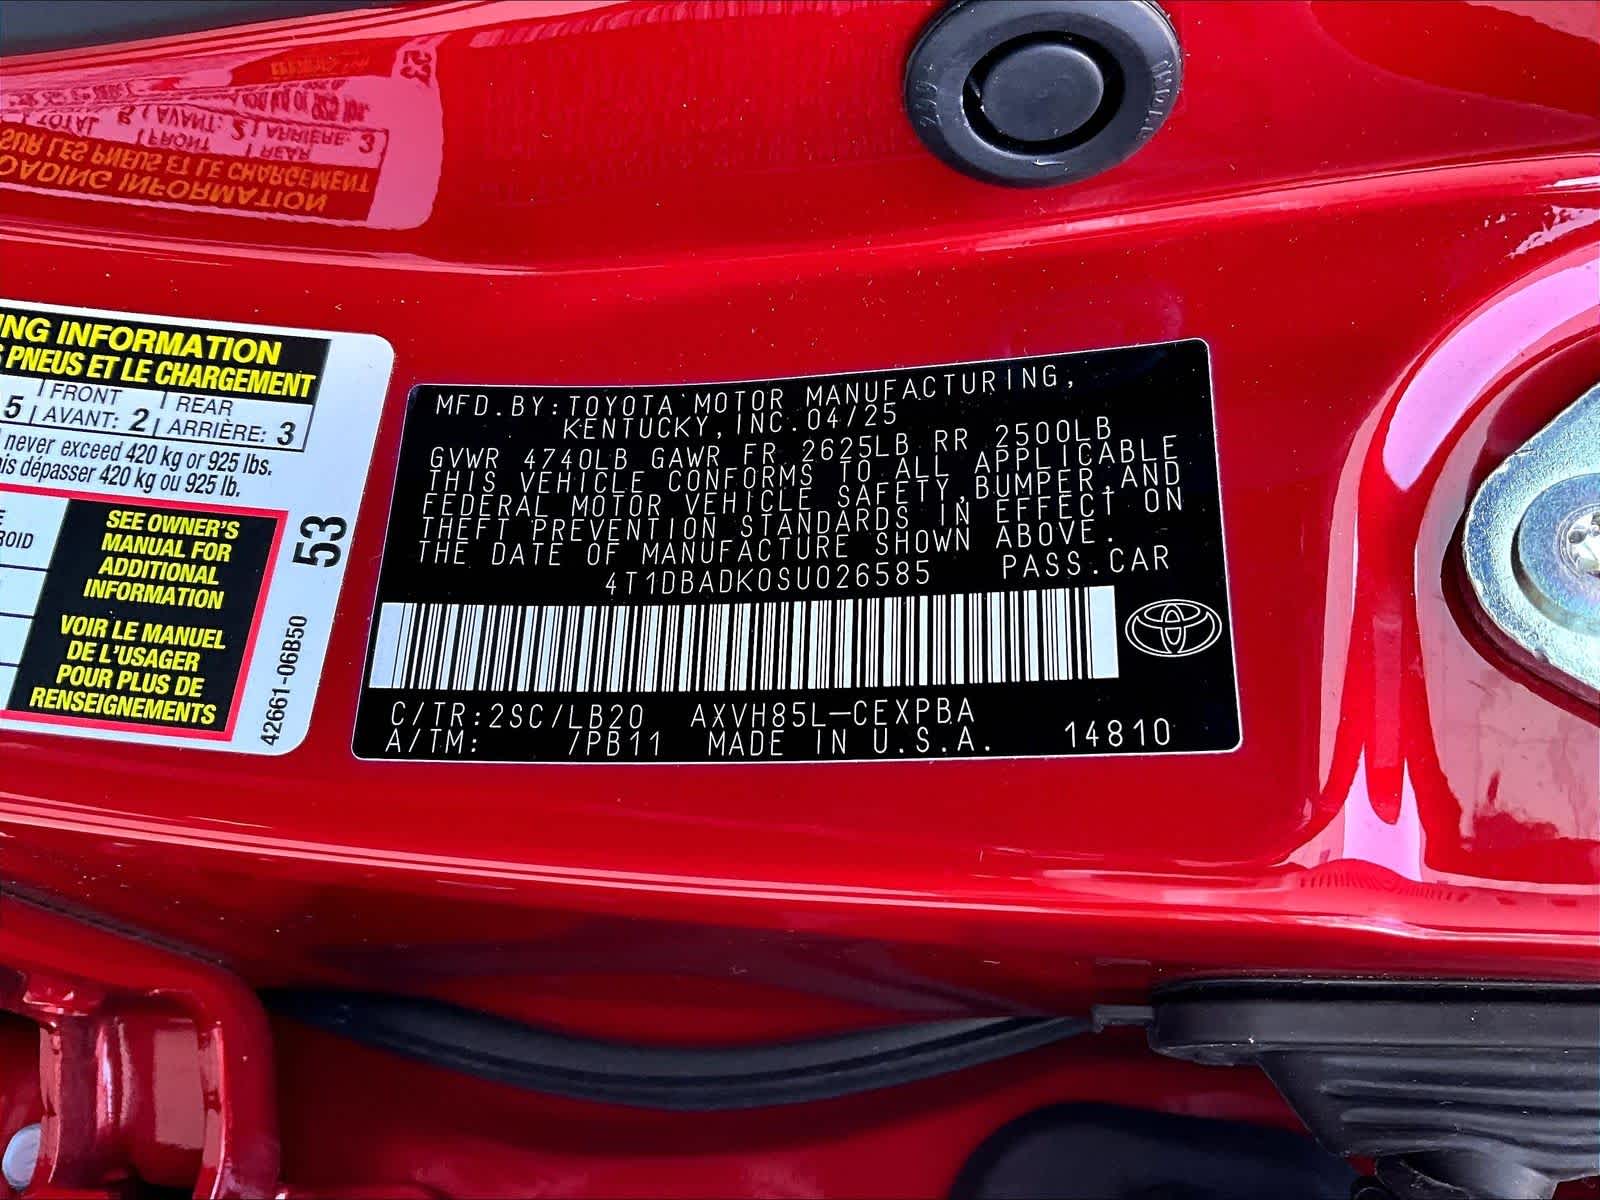 ING INFORMATION
S PNEUS ET LE CHARGEMENT
5 FRONT AVANT: 2 REAR ARRIÈRE: 3
never exceed 420 kg or 925 lbs.
dépasser 420 kg ou 925 lb.
SEE OWNER'S
MANUAL FOR
ADDITIONAL
INFORMATION
VOIR LE MANUEL
DE L'USAGER
POUR PLUS DE
RENSEIGNEMENTS
53
42661-06B50
MFD.BY:TOYOTA MOTOR MANUFACTURING,
KENTUCKY,INC.04/25
GVWR 4740LB GAWR FR 2625LB RR 2500LB
THIS VEHICLE CONFORMS TO ALL APPLICABLE
FEDERAL MOTOR VEHICLE SAFETY,BUMPER,AND
THEFT PREVENTION STANDARDS IN EFFECT ON
THE DATE OF MANUFACTURE SHOWN ABOVE.
4T1DBADK0SU026585 PASS.CAR
C/TR:2SC/LB20 AXVH85L-CEXPBA
A/TM: /PB11 MADE IN U.S.A. 14810